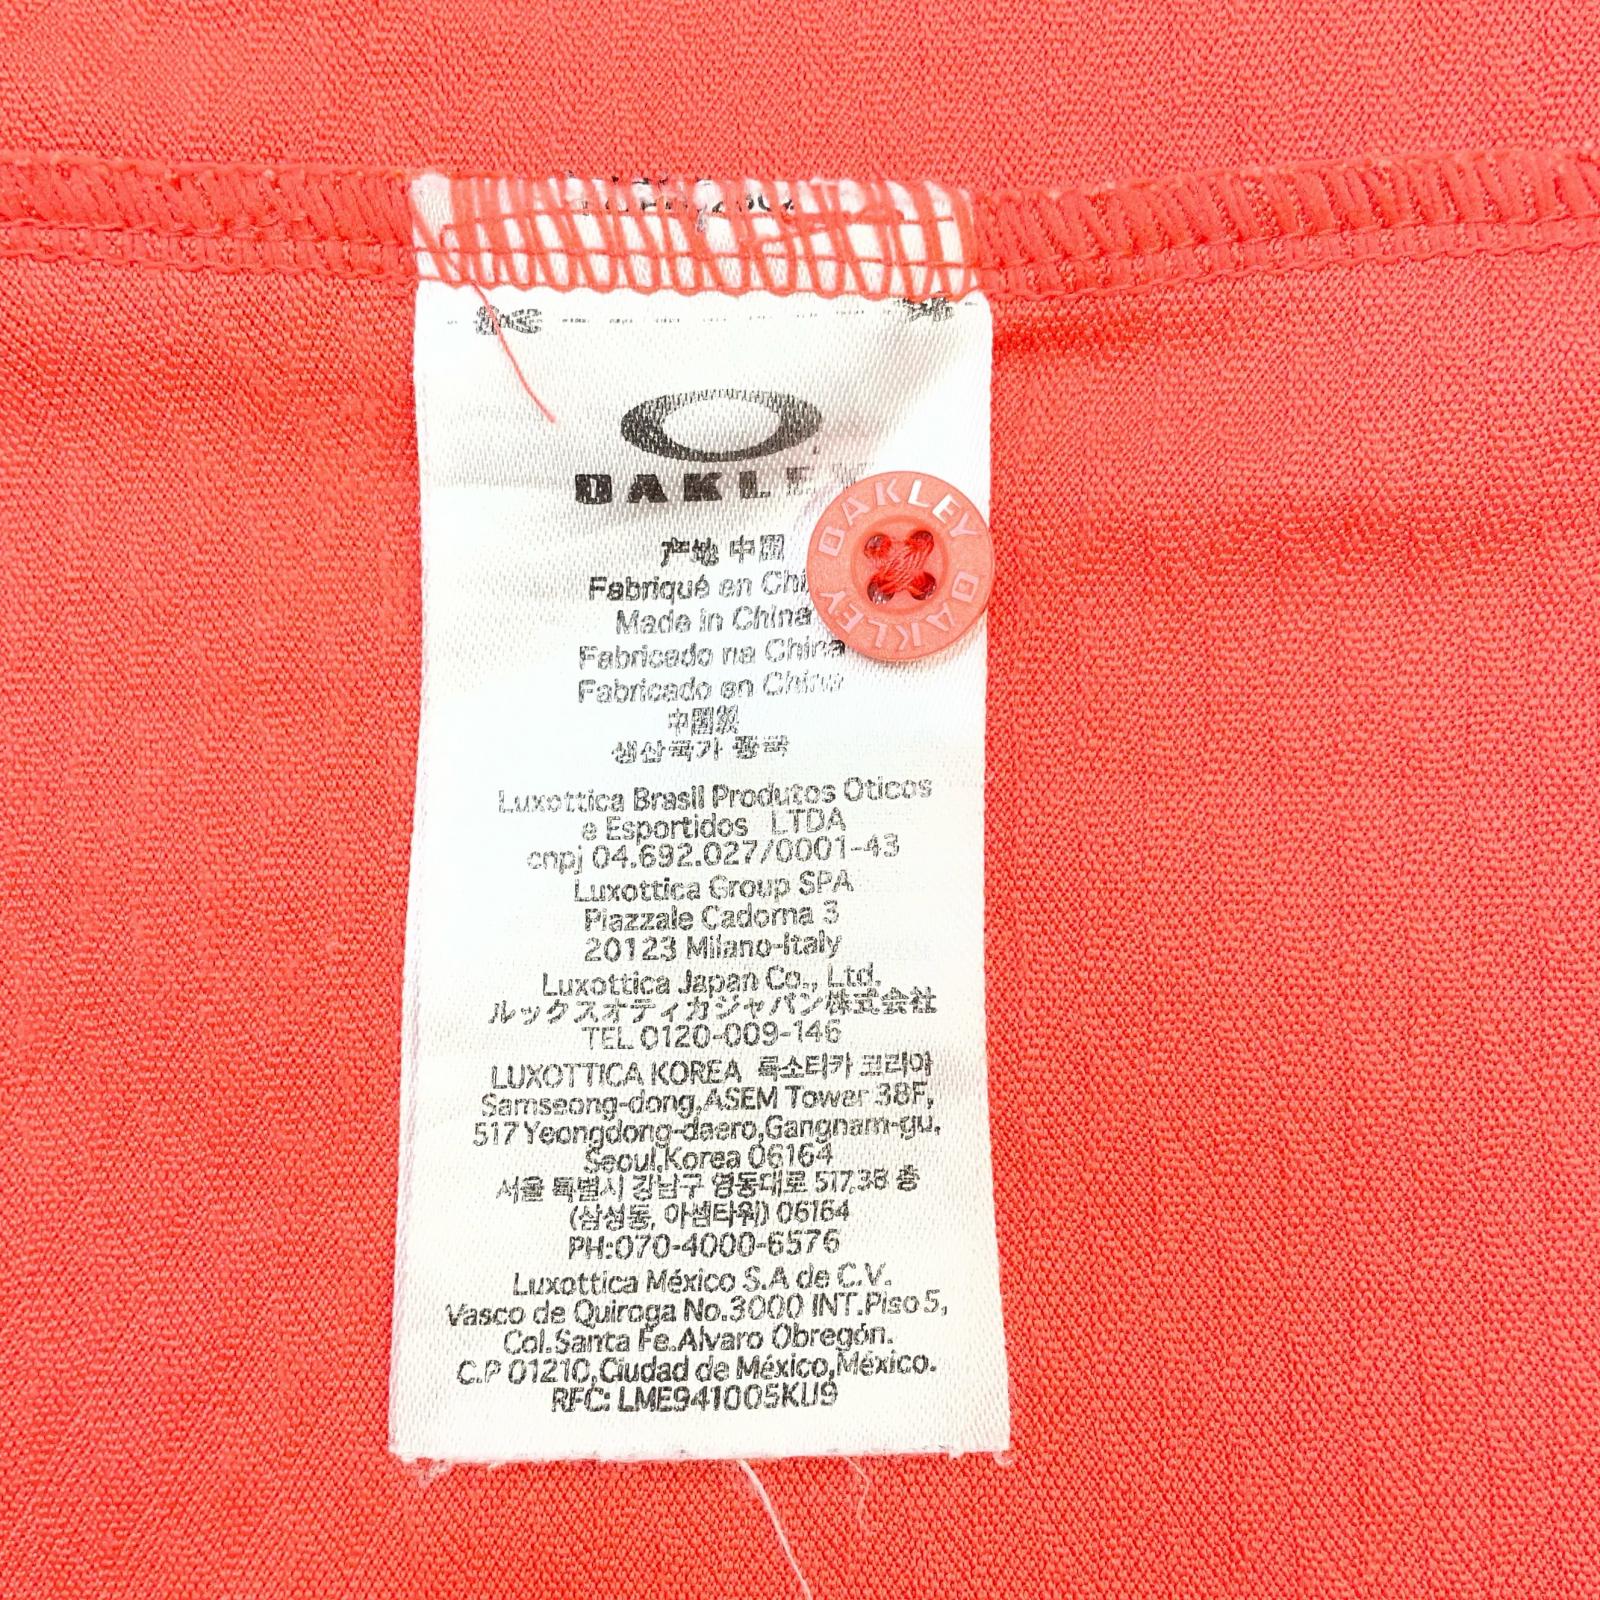 OAKLEY
产地 中国
Fabriqué en
Made in China
Fabricado na China
Fabricado en China
中国製
생산국가 중국
OAKLEY OAKLEY
Luxottica Brasil Produtos Oticos
e Esportidos LTDA
cnpj 04.692.027/0001-43
Luxottica Group SPA
Piazzale Cadorna 3
20123 Milano-Italy
Luxottica Japan Co., Ltd.
ルックスオティカジャパン株式会社
TEL 0120-009-146
LUXOTTICA KOREA 룩소티카 코리아
Samseong-dong,ASEM Tower 38F,
517 Yeongdong-daero,Gangnam-gu,
Seoul,Korea 06164
서울 특별시 강남구 영동대로 517,38 층
(삼성동, 아셈타워) 06164
PH:070-4000-6576
Luxottica México S.A de C.V.
Vasco de Quiroga No.3000 INT.Piso 5,
Col.Santa Fe.Alvaro Obregón.
C.P 01210,Ciudad de México,México.
RFC: LME941005KU9